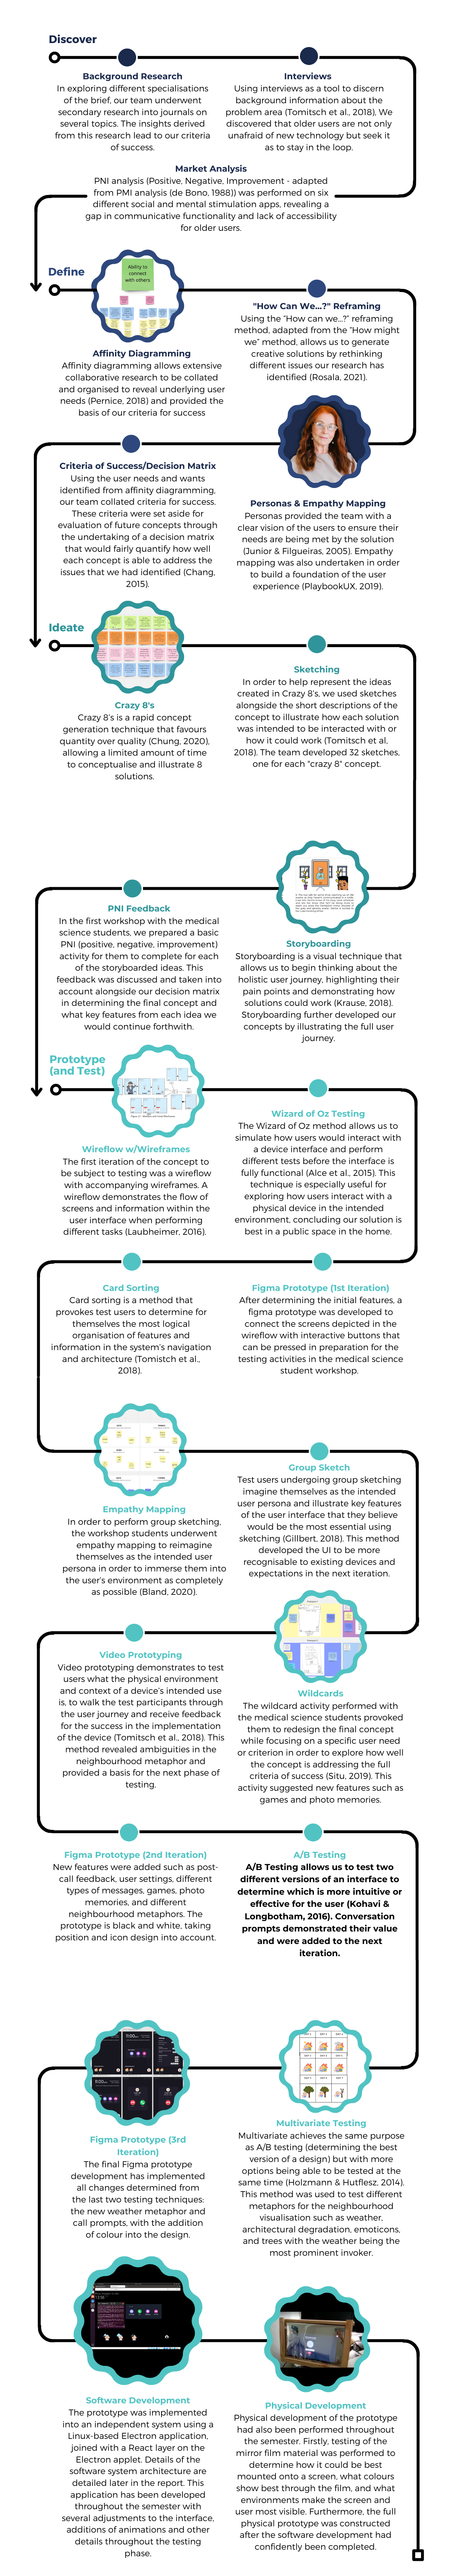 Discover
Background Research
In exploring different specialisations
of the brief, our team underwent
secondary research into journals on
several topics. The insights derived
from this research lead to our criteria
of success.
Interviews
Using interviews as a tool to discern
background information about the
problem area (Tomitsch et al., 2018), We
discovered that older users are not only
unafraid of new technology but seek it
as to stay in the loop.
Market Analysis
PNI analysis (Positive, Negative, Improvement - adapted
from PMI analysis (de Bono, 1988)) was performed on six
different social and mental stimulation apps, revealing a
gap in communicative functionality and lack of accessibility
for older users.
Define
Ability to
connect
with others
Affinity Diagramming
Affinity diagramming allows extensive
collaborative research to be collated
and organised to reveal underlying user
needs (Pernice, 2018) and provided the
basis of our criteria for success
"How Can We...?" Reframing
Using the "How can we...?" reframing
method, adapted from the "How might
we" method, allows us to generate
creative solutions by rethinking
different issues our research has
identified (Rosala, 2021).
Criteria of Success/Decision Matrix
Using the user needs and wants
identified from affinity diagramming,
our team collated criteria for success.
These criteria were set aside for
evaluation of future concepts through
the undertaking of a decision matrix
that would fairly quantify how well
each concept is able to address the
issues that we had identified (Chang,
2015).
Personas & Empathy Mapping
Personas provided the team with a
clear vision of the users to ensure their
needs are being met by the solution
(Junior & Filgueiras, 2005). Empathy
mapping was also undertaken in order
to build a foundation of the user
experience (PlaybookUX, 2019).
Ideate
Crazy 8's
Crazy 8's is a rapid concept
generation technique that favours
quantity over quality (Chung, 2020),
allowing a limited amount of time
to conceptualise and illustrate 8
solutions.
Sketching
In order to help represent the ideas
created in Crazy 8's, we used sketches
alongside the short descriptions of the
concept to illustrate how each solution
was intended to be interacted with or
how it could work (Tomitsch et al,
2018). The team developed 32 sketches,
one for each "crazy 8" concept.
PNI Feedback
In the first workshop with the medical
science students, we prepared a basic
PNI (positive, negative, improvement)
activity for them to complete for each
of the storyboarded ideas. This
feedback was discussed and taken into
account alongside our decision matrix
in determining the final concept and
what key features from each idea we
would continue forthwith.
Storyboarding
Storyboarding is a visual technique that
allows us to begin thinking about the
holistic user journey, highlighting their
pain points and demonstrating how
solutions could work (Krause, 2018).
Storyboarding further developed our
concepts by illustrating the full user
journey.
Prototype
(and Test)
Wireflow w/Wireframes
The first iteration of the concept to
be subject to testing was a wireflow
with accompanying wireframes. A
wireflow demonstrates the flow of
screens and information within the
user interface when performing
different tasks (Laubheimer, 2016).
Wizard of Oz Testing
The Wizard of Oz method allows us to
simulate how users would interact with
a device interface and perform
different tests before the interface is
fully functional (Alce et al., 2015). This
technique is especially useful for
exploring how users interact with a
physical device in the intended
environment, concluding our solution is
best in a public space in the home.
Card Sorting
Card sorting is a method that
provokes test users to determine for
themselves the most logical
organisation of features and
information in the system's navigation
and architecture (Tomistch et al.,
2018).
Figma Prototype (1st Iteration)
After determining the initial features, a
figma prototype was developed to
connect the screens depicted in the
wireflow with interactive buttons that
can be pressed in preparation for the
testing activities in the medical science
student workshop.
Empathy Mapping
In order to perform group sketching,
the workshop students underwent
empathy mapping to reimagine
themselves as the intended user
persona in order to immerse them into
the user's environment as completely
as possible (Bland, 2020).
Group Sketch
Test users undergoing group sketching
imagine themselves as the intended
user persona and illustrate key features
of the user interface that they believe
would be the most essential using
sketching (Gillbert, 2018). This method
developed the UI to be more
recognisable to existing devices and
expectations in the next iteration.
Video Prototyping
Video prototyping demonstrates to test
users what the physical environment
and context of a device's intended use
is, to walk the test participants through
the user journey and receive feedback
for the success in the implementation
of the device (Tomitsch et al., 2018). This
method revealed ambiguities in the
neighbourhood metaphor and
provided a basis for the next phase of
testing.
Wildcards
The wildcard activity performed with
the medical science students provoked
them to redesign the final concept
while focusing on a specific user need
or criterion in order to explore how well
the concept is addressing the full
criteria of success (Situ, 2019). This
activity suggested new features such as
games and photo memories.
Figma Prototype (2nd Iteration)
New features were added such as post-
call feedback, user settings, different
types of messages, games, photo
memories, and different
neighbourhood metaphors. The
prototype is black and white, taking
position and icon design into account.
A/B Testing
A/B Testing allows us to test two
different versions of an interface to
determine which is more intuitive or
effective for the user (Kohavi &
Longbotham, 2016). Conversation
prompts demonstrated their value
and were added to the next
iteration.
Figma Prototype (3rd
Iteration)
The final Figma prototype
development has implemented
all changes determined from
the last two testing techniques:
the new weather metaphor and
call prompts, with the addition
of colour into the design.
Multivariate Testing
Multivariate achieves the same purpose
as A/B testing (determining the best
version of a design) but with more
options being able to be tested at the
same time (Holzmann & Hutflesz, 2014).
This method was used to test different
metaphors for the neighbourhood
visualisation such as weather,
architectural degradation, emoticons,
and trees with the weather being the
most prominent invoker.
Software Development
The prototype was implemented
into an independent system using a
Linux-based Electron application,
joined with a React layer on the
Electron applet. Details of the
software system architecture are
detailed later in the report. This
application has been developed
throughout the semester with
several adjustments to the interface,
additions of animations and other
details throughout the testing
phase.
Physical Development
Physical development of the prototype
had also been performed throughout
the semester. Firstly, testing of the
mirror film material was performed to
determine how it could be best
mounted onto a screen, what colours
show best through the film, and what
environments make the screen and
user most visible. Furthermore, the full
physical prototype was constructed
after the software development had
confidently been completed.